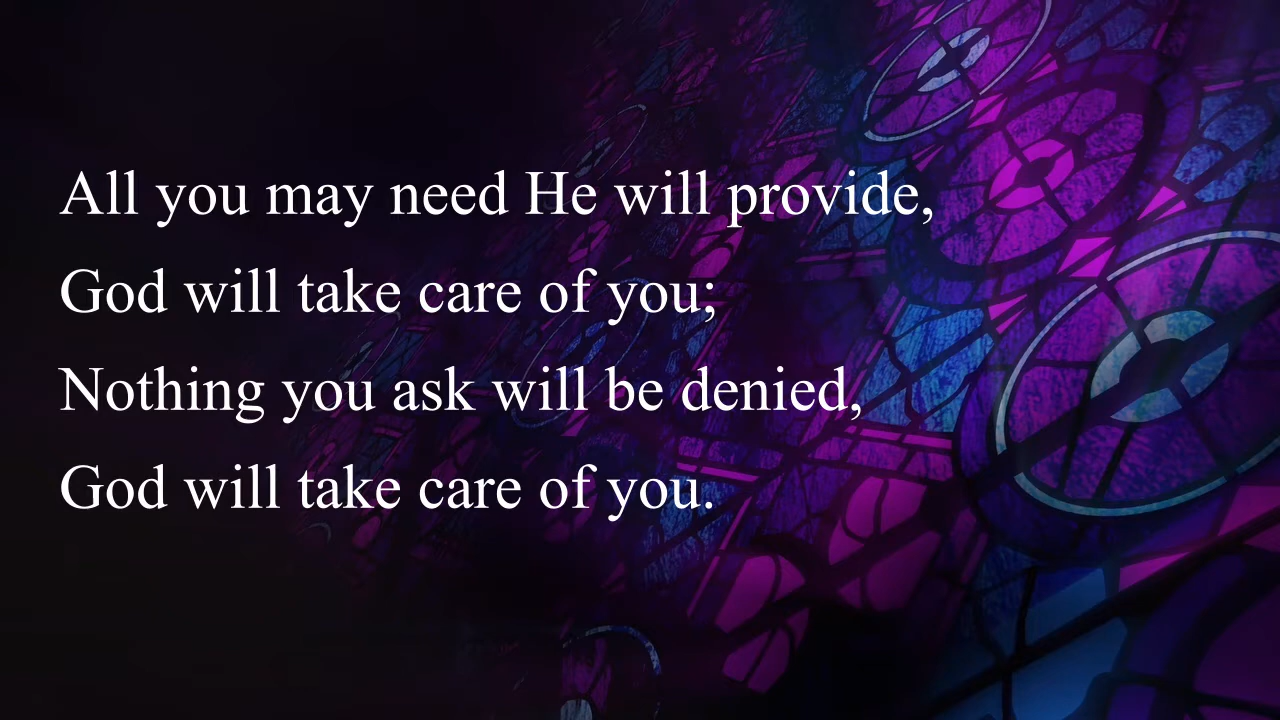 All you may need He will provide,
God will take care of you;
Nothing you ask will be denied,
God will take care of you.